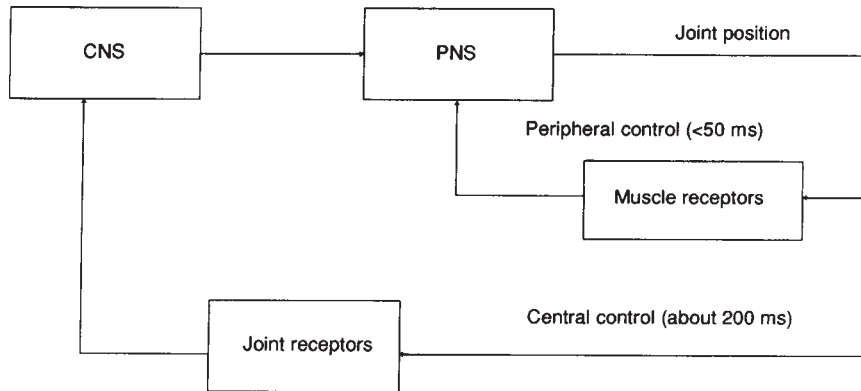 CNS
PNS
Joint position
Peripheral control (<50 ms)
Muscle receptors
Central control (about 200 ms)
Joint receptors